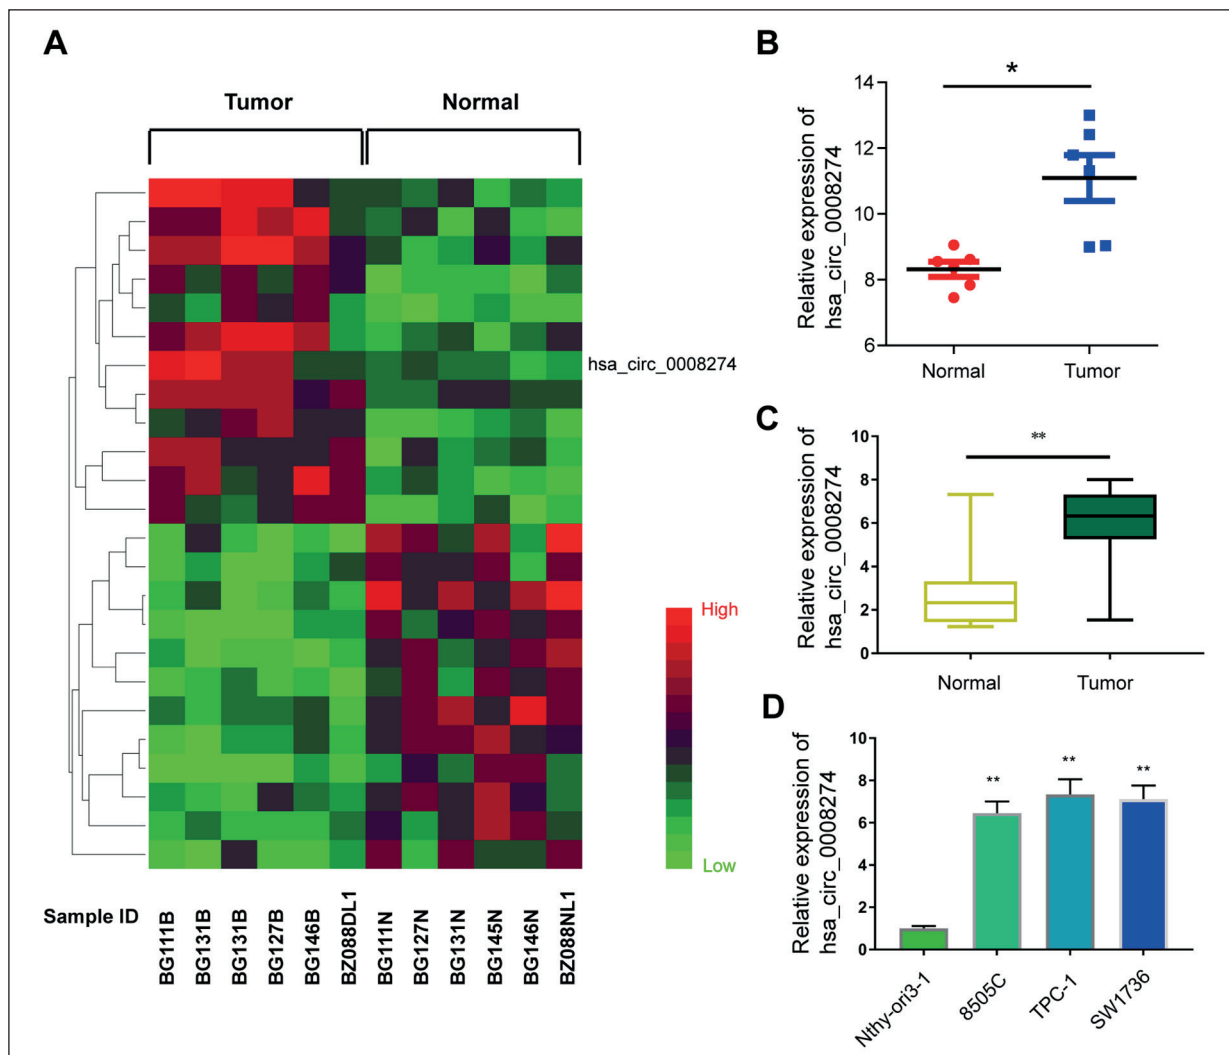 A
Tumor
Normal
hsa_circ_0008274
High
Low
Sample ID
BG111B
BG131B
BG131B
BG127B
BG146B
BZ088DL1
BG111N
BG127N
BG131N
BG145N
BG146N
BZ088NL1
B
Relative expression of
hsa_circ_0008274
14
12
10
8
6
*
Normal
Tumor
C
Relative expression of
hsa_circ_0008274
10
8
6
4
2
0
**
Normal
Tumor
D
Relative expression of
hsa_circ_0008274
10
8
6
4
2
0
**
**
**
Nthy-ori3-1
8505C
TPC-1
SW1736